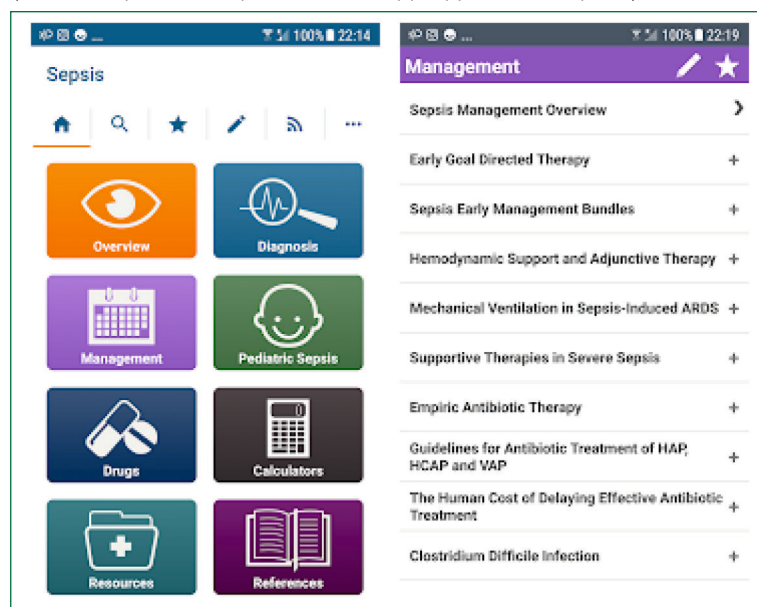 100% 22:14
Sepsis
Overview
Diagnosis
Management
Pediatric Sepsis
Drugs
Calculators
Resources
References
100% 22:19
Management
Sepsis Management Overview
Early Goal Directed Therapy
Sepsis Early Management Bundles
Hemodynamic Support and Adjunctive Therapy
Mechanical Ventilation in Sepsis-Induced ARDS
Supportive Therapies in Severe Sepsis
Empiric Antibiotic Therapy
Guidelines for Antibiotic Treatment of HAP,
HCAP and VAP
The Human Cost of Delaying Effective Antibiotic
Treatment
Clostridium Difficile Infection